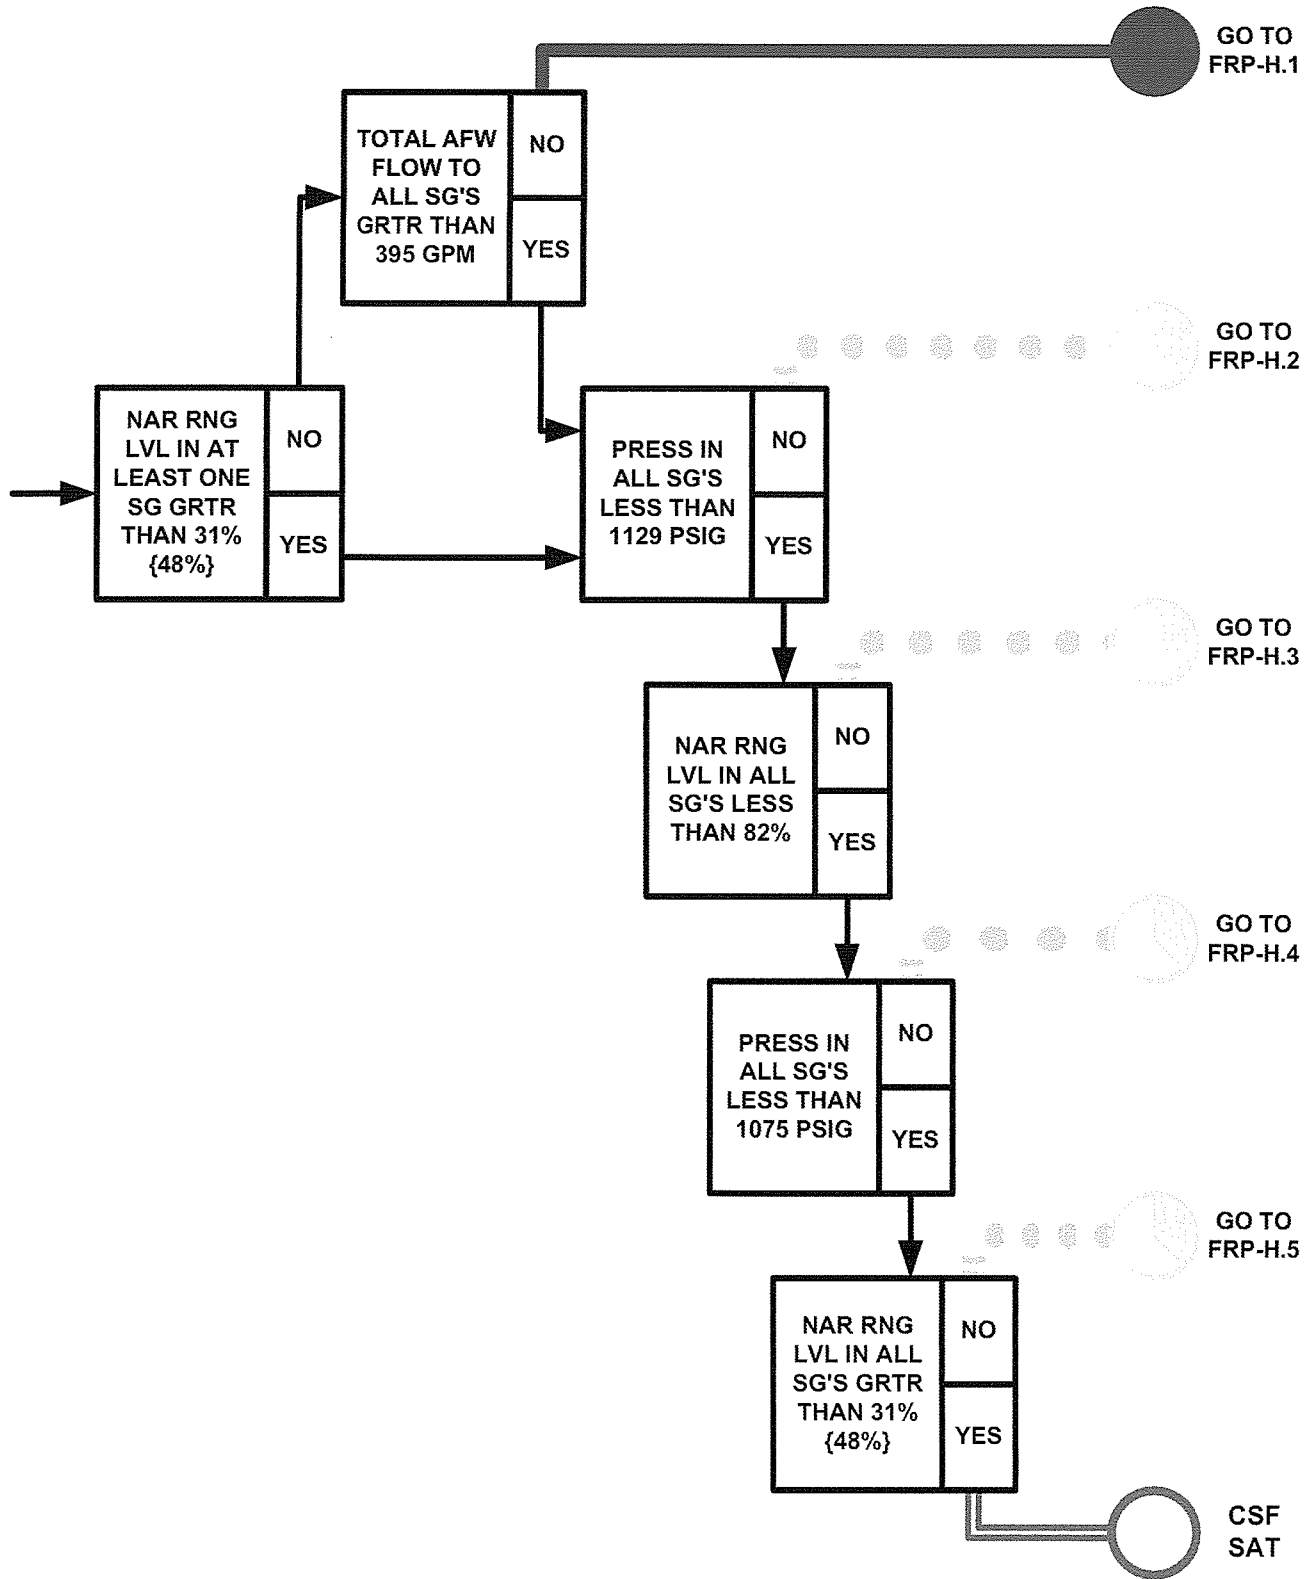 GO TO
FRP-H.1
TOTAL AFW
FLOW TO
ALL SG'S
GRTR THAN
395 GPM
NO
YES
GO TO
FRP-H.2
NAR RNG
LVL IN AT
LEAST ONE
SG GRTR
THAN 31%
{48%}
NO
YES
PRESS IN
ALL SG'S
LESS THAN
1129 PSIG
NO
YES
GO TO
FRP-H.3
NAR RNG
LVL IN ALL
SG'S LESS
THAN 82%
NO
YES
GO TO
FRP-H.4
PRESS IN
ALL SG'S
LESS THAN
1075 PSIG
NO
YES
GO TO
FRP-H.5
NAR RNG
LVL IN ALL
SG'S GRTR
THAN 31%
{48%}
NO
YES
CSF
SAT